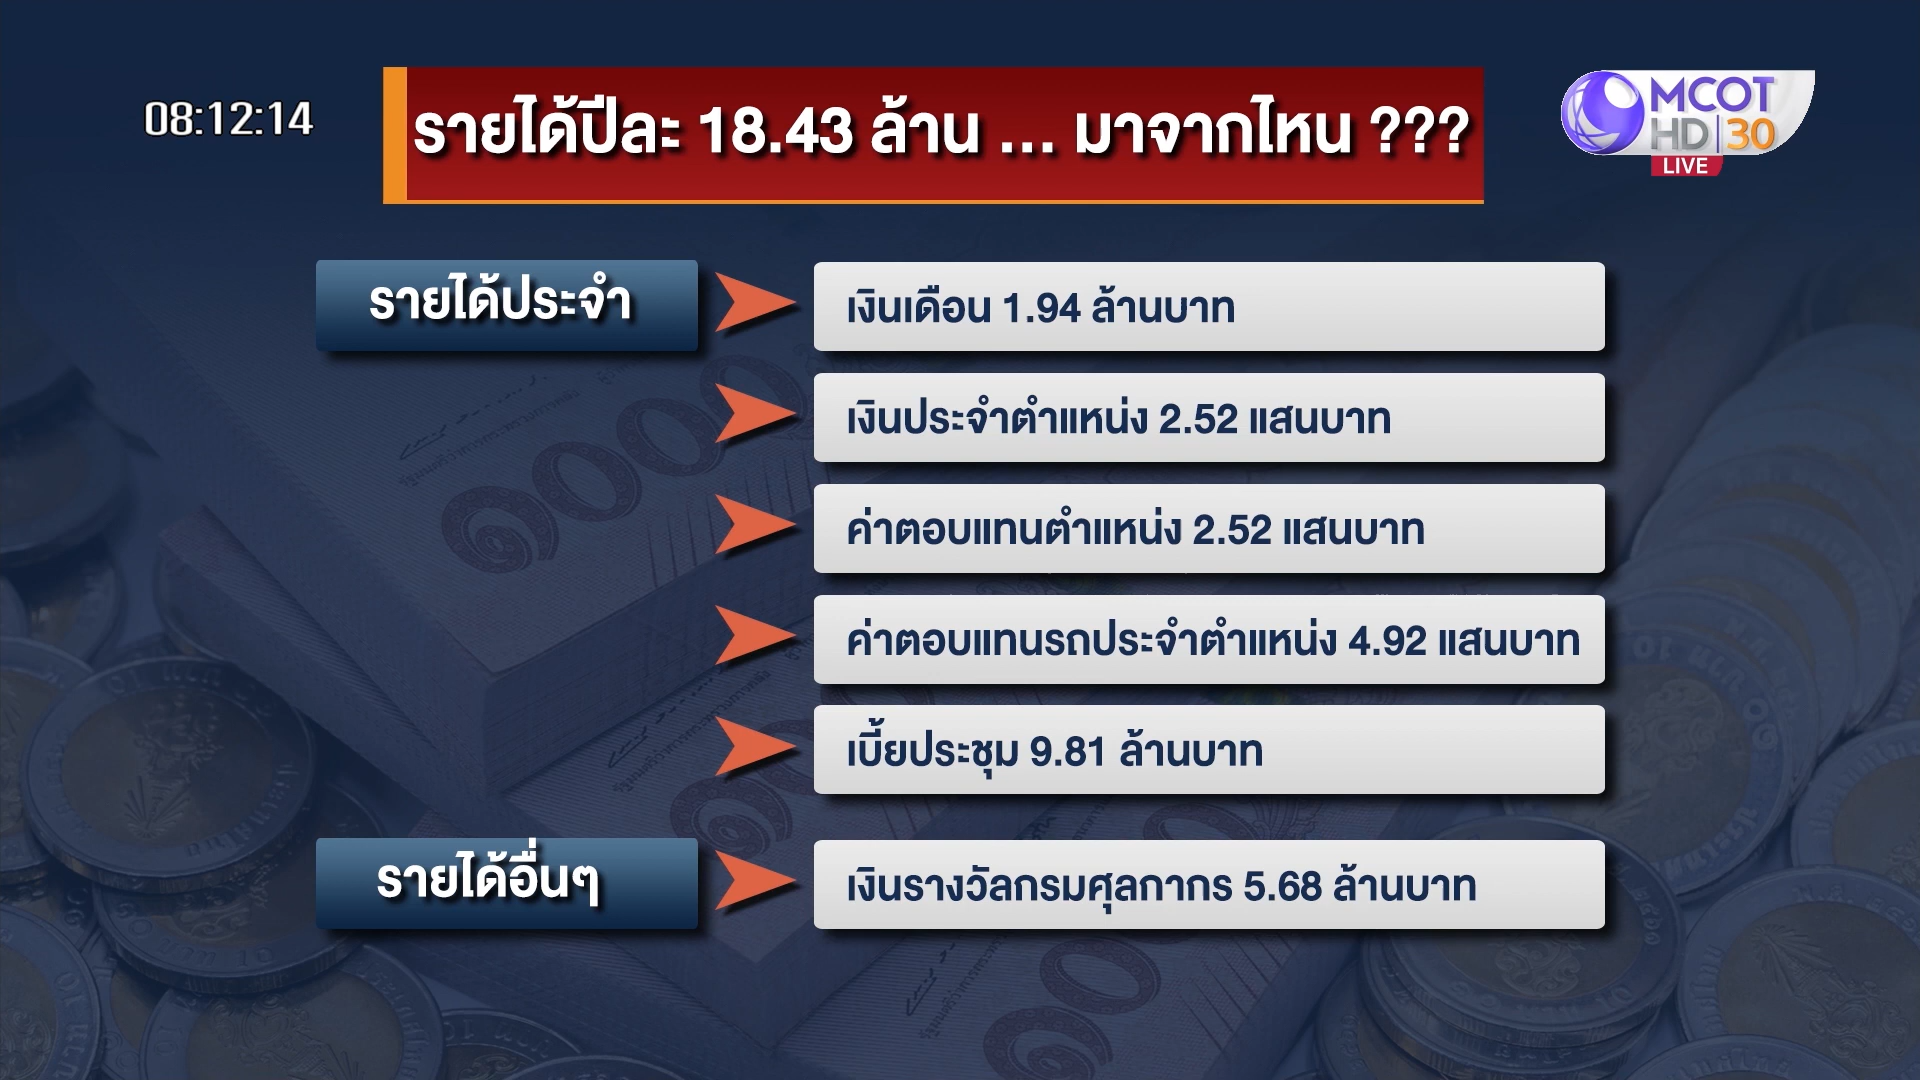 08:12:14
รายได้ปีละ 18.43 ล้าน ... มาจากไหน ???
MCOT
HD 30
LIVE
รายได้ประจำ
เงินเดือน 1.94 ล้านบาท
เงินประจำตำแหน่ง 2.52 แสนบาท
ค่าตอบแทนตำแหน่ง 2.52 แสนบาท
ค่าตอบแทนรถประจำตำแหน่ง 4.92 แสนบาท
เบี้ยประชุม 9.81 ล้านบาท
รายได้อื่นๆ
เงินรางวัลกรมศุลกากร 5.68 ล้านบาท
๑๐๐๐